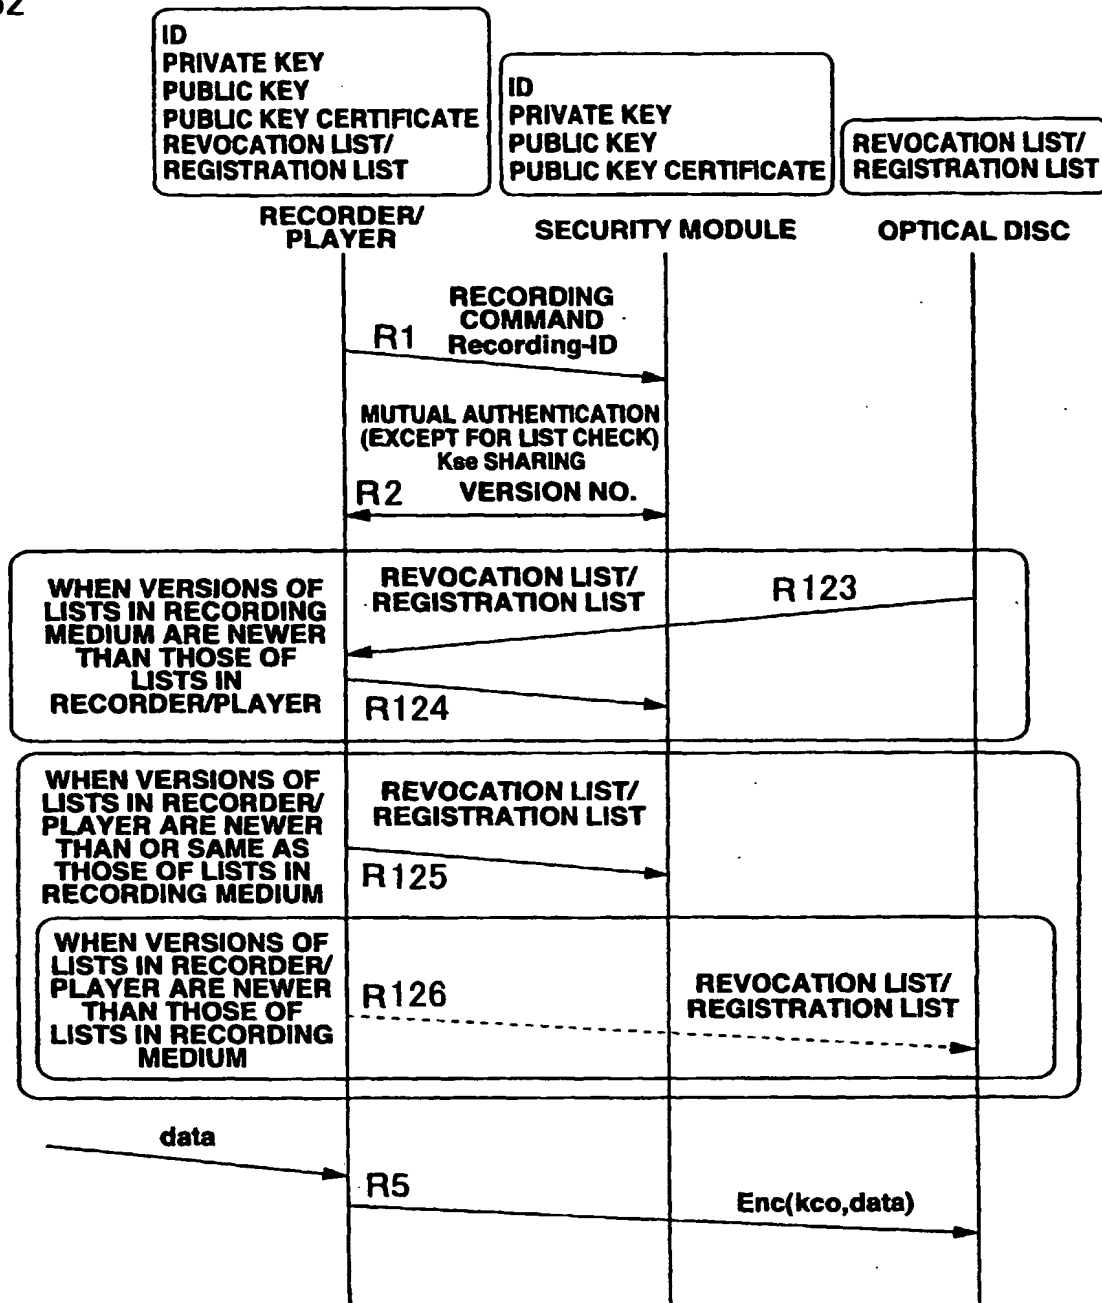 ID
PRIVATE KEY
PUBLIC KEY
PUBLIC KEY CERTIFICATE
REVOCATION LIST/
REGISTRATION LIST
ID
PRIVATE KEY
PUBLIC KEY
PUBLIC KEY CERTIFICATE
REVOCATION LIST/
REGISTRATION LIST
RECORDER/
PLAYER
SECURITY MODULE
OPTICAL DISC
RECORDING
COMMAND
Recording-ID
R1
MUTUAL AUTHENTICATION
(EXCEPT FOR LIST CHECK)
Kse SHARING
VERSION NO.
R2
WHEN VERSIONS OF
LISTS IN RECORDING
MEDIUM ARE NEWER
THAN THOSE OF
LISTS IN
RECORDER/PLAYER
REVOCATION LIST/
REGISTRATION LIST
R123
R124
WHEN VERSIONS OF
LISTS IN RECORDER/
PLAYER ARE NEWER
THAN OR SAME AS
THOSE OF LISTS IN
RECORDING MEDIUM
REVOCATION LIST/
REGISTRATION LIST
R125
WHEN VERSIONS OF
LISTS IN RECORDER/
PLAYER ARE NEWER
THAN THOSE OF
LISTS IN RECORDING
MEDIUM
R126
REVOCATION LIST/
REGISTRATION LIST
data
R5
Enc(kco,data)